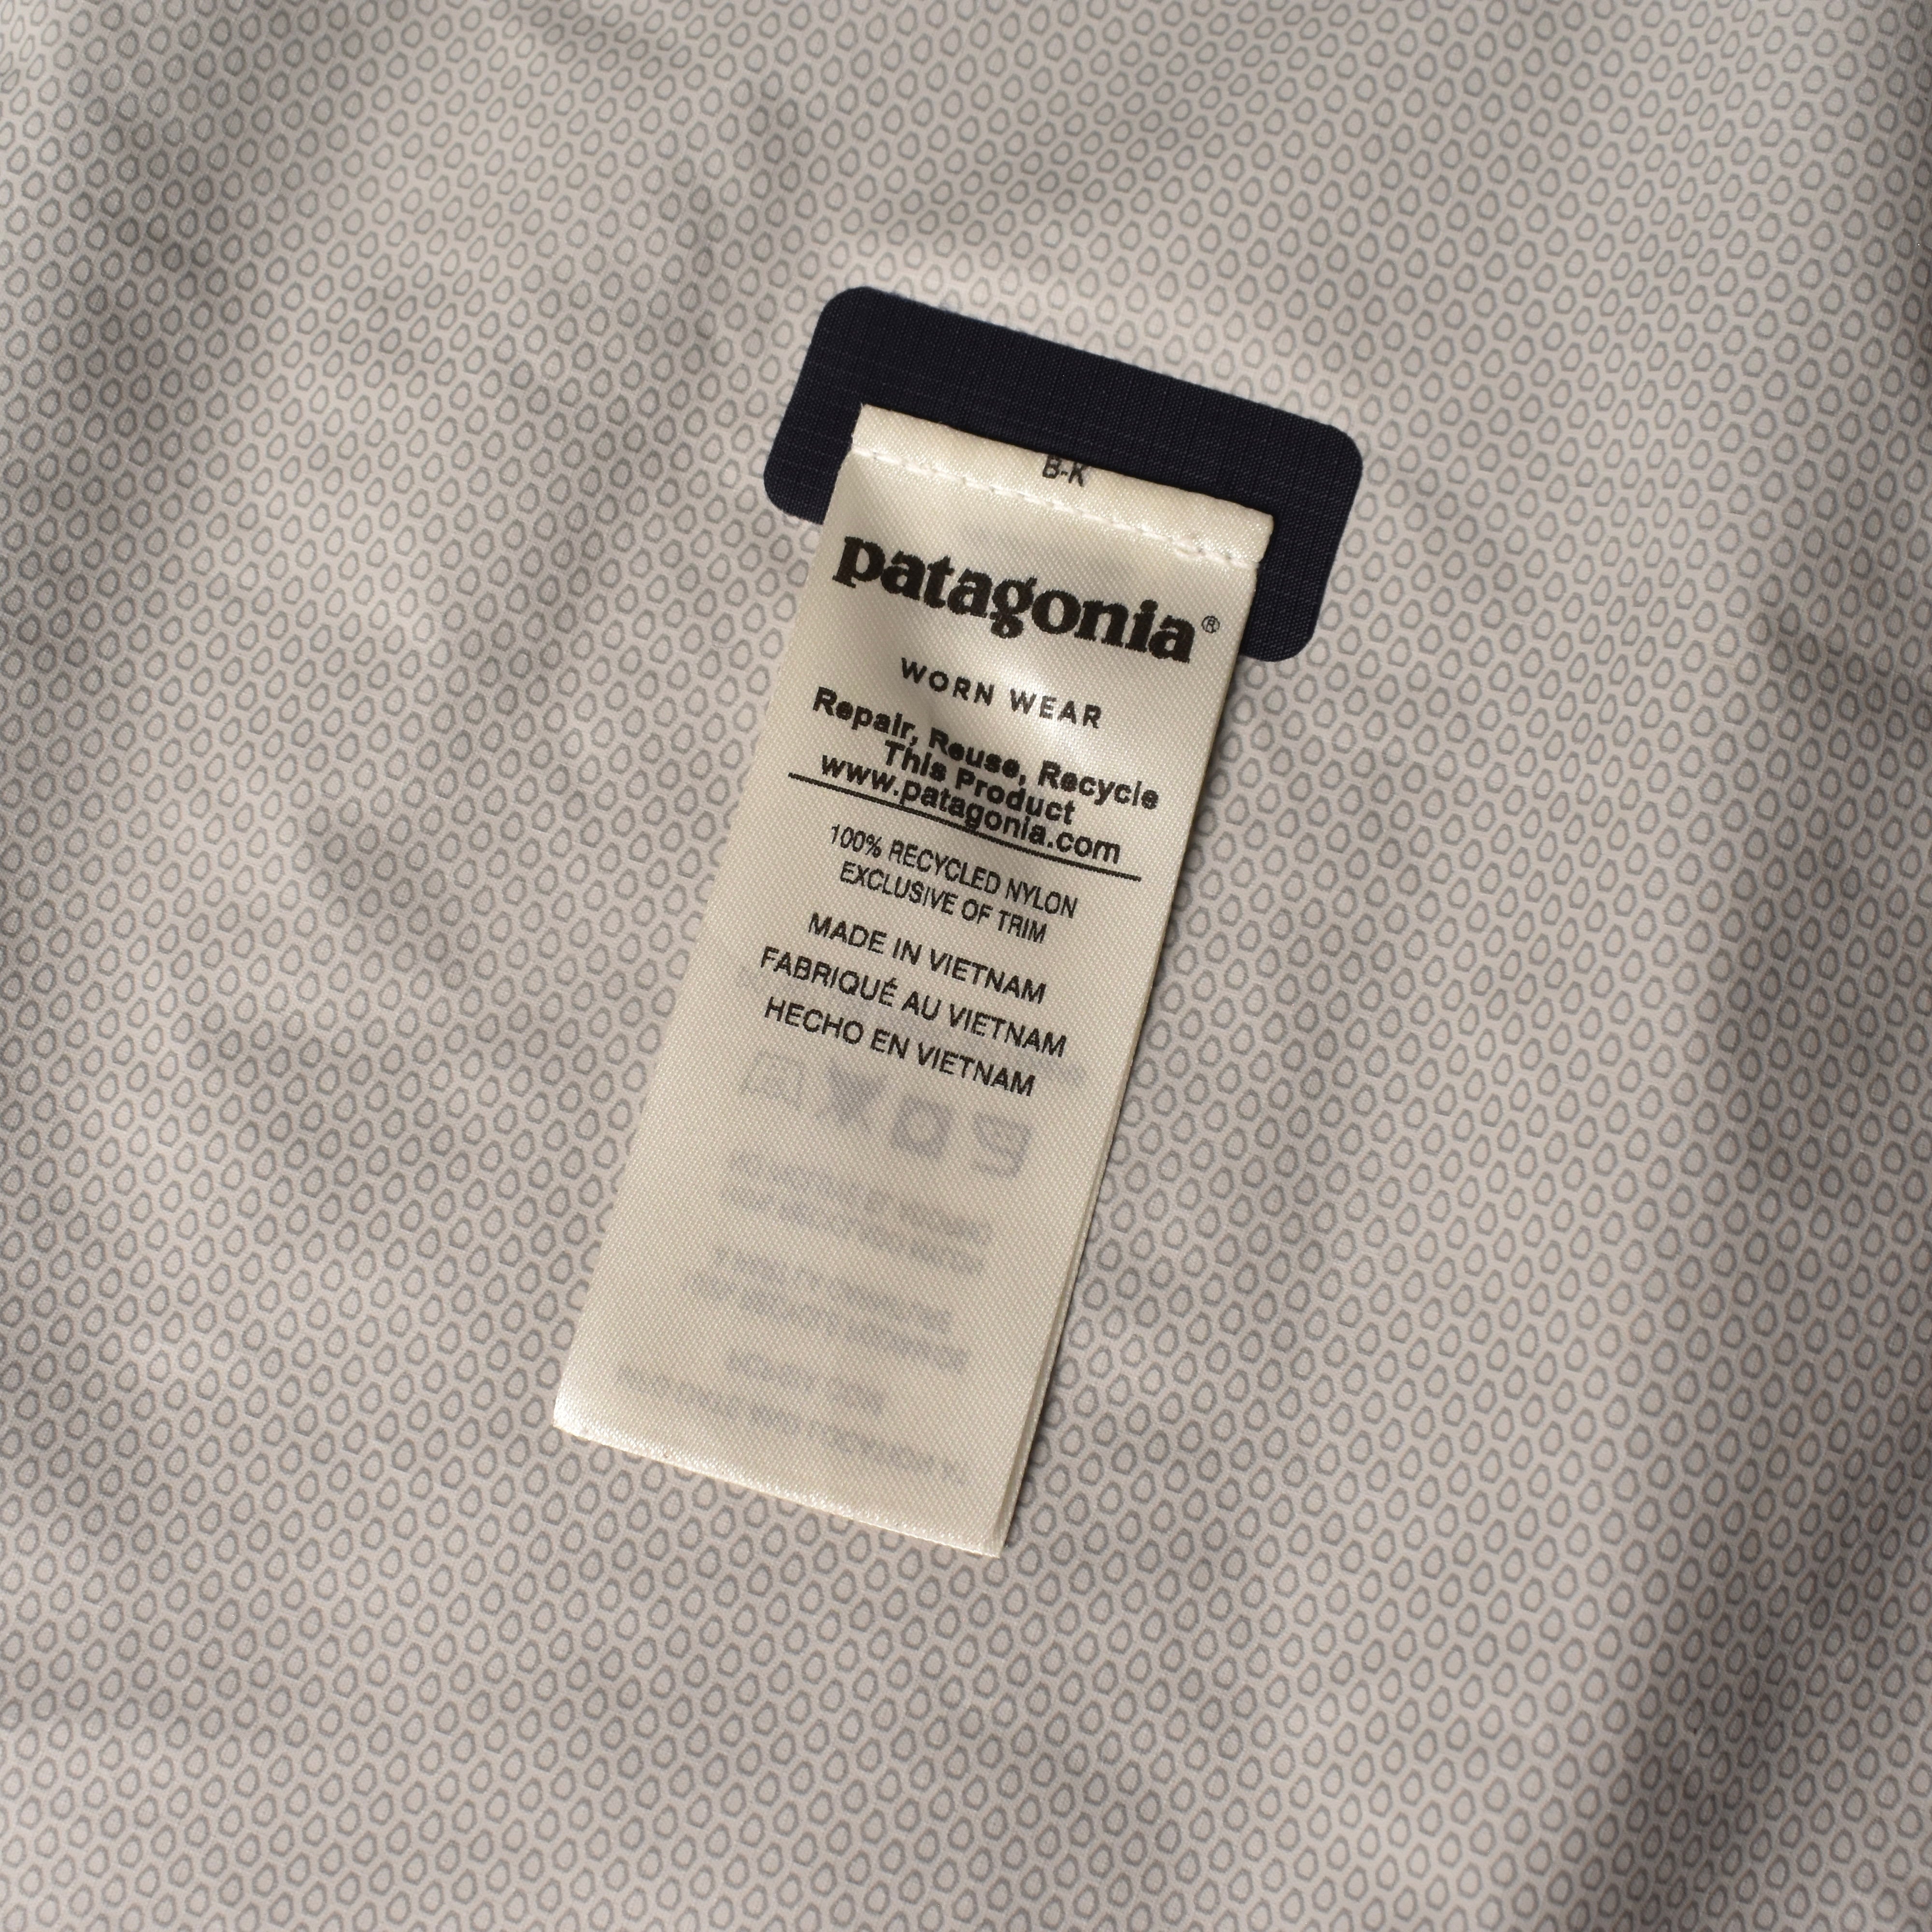 B-K
patagonia®
WORN WEAR
Repair, Reuse, Recycle
This Product
www.patagonia.com
100% RECYCLED NYLON
EXCLUSIVE OF TRIM
MADE IN VIETNAM
FABRIQUÉ AU VIETNAM
HECHO EN VIETNAM